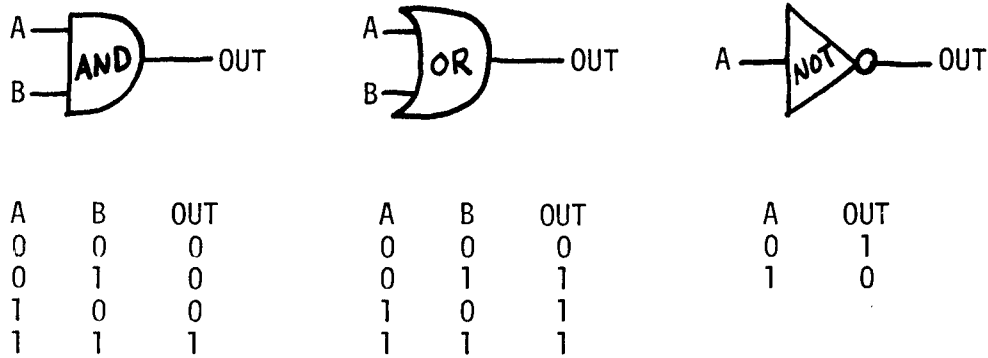 A AND OUT
B
A OR OUT
B
A NOT OUT
A B OUT
0 0 0
0 1 0
1 0 0
1 1 1
A B OUT
0 0 0
0 1 1
1 0 1
1 1 1
A OUT
0 1
1 0